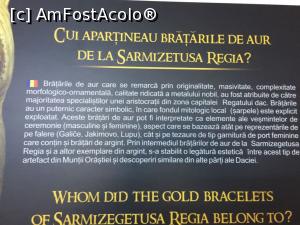 [c] AmFostAcolo®
CUI APARȚINEAU BRĂȚĂRILE DE AUR
DE LA SARMIZETUSA REGIA?
Brățările de aur care se remarcă prin originalitate, masivitate, complexitate
morfologico-ornamentală, calitate ridicată a metalului nobil, au fost atribuite de către
majoritatea specialiștilor unei aristocrații din zona capitalei Regatului dac. Brățările
au un puternic caracter simbolic, în care fondul mitologic local (șarpele) este explicit
exploatat. Aceste brățări de aur pot fi interpretate ca elemente ale veșmintelor de
ceremonie (masculine și feminine), aspect care se bazează atât pe reprezentările de
pe falere (Galiče, Jakimovo, Lupu), cât și pe tezaure de tip garnitură de port feminine
care conțin și brățări de argint. Prin intermediul brățărilor de aur de la Sarmizegetusa
Regia și a altor exemplare din argint, s-a stabilit o legătură estetică între acest tip de
artefact din Munții Orăștiei și descoperiri similare din alte părți ale Daciei.
WHOM DID THE GOLD BRACELETS
OF SARMIZEGETUSA REGIA BELONG TO?